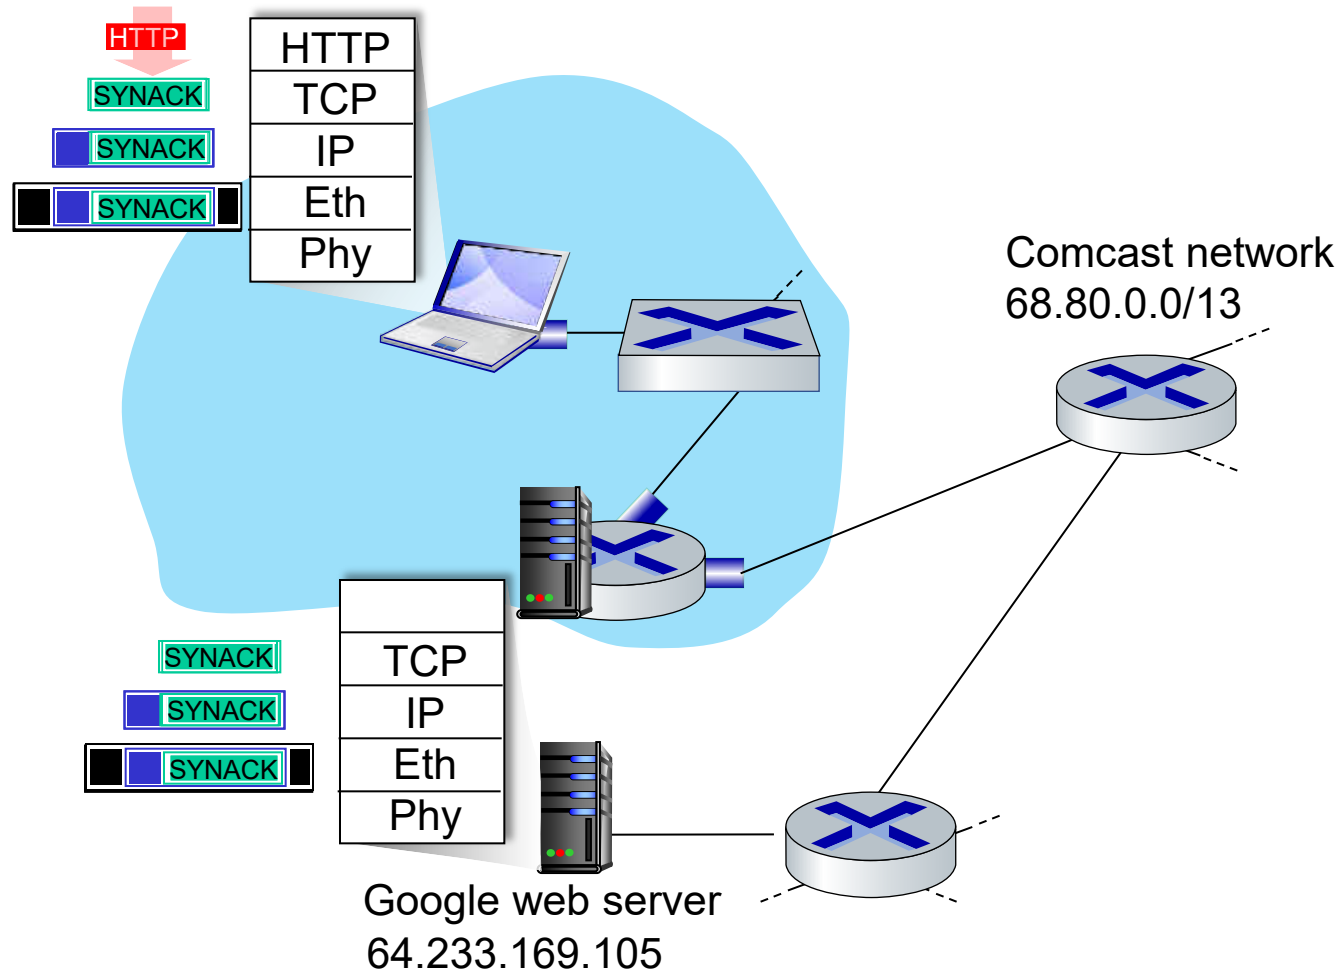 HTTP
SYNACK
SYNACK
SYNACK
HTTP
TCP
IP
Eth
Phy
Comcast network
68.80.0.0/13
SYNACK
SYNACK
SYNACK
TCP
IP
Eth
Phy
Google web server
64.233.169.105